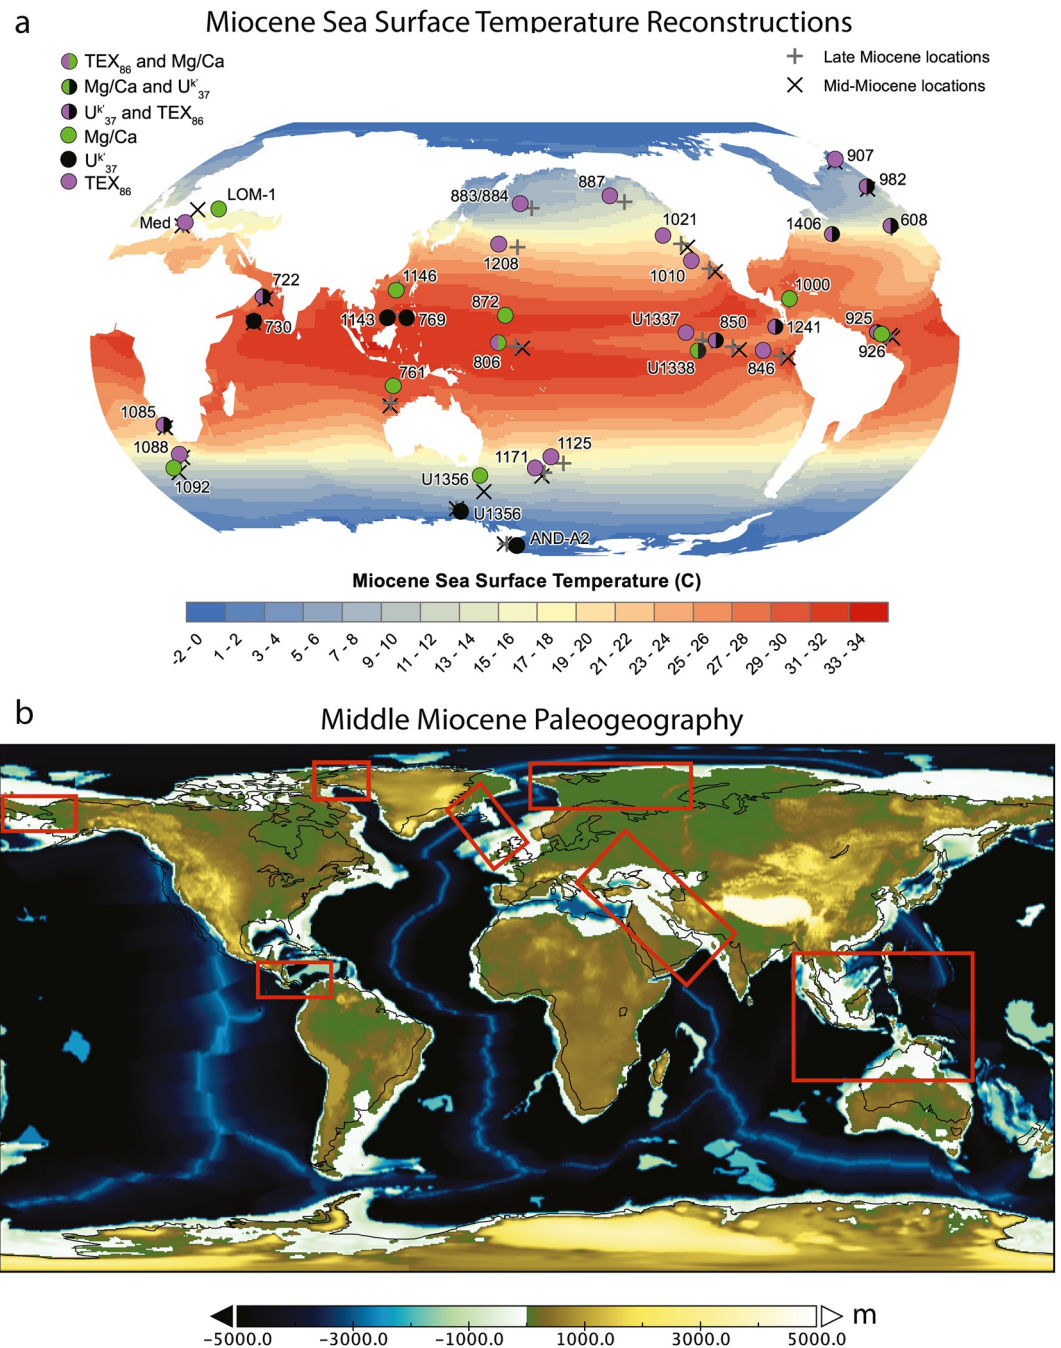 a
Miocene Sea Surface Temperature Reconstructions
TEX86 and Mg/Ca
Mg/Ca and Uk'37
Uk'37 and TEX86
Mg/Ca
Uk'37
TEX86
Late Miocene locations
Mid-Miocene locations
907
982
608
1406
LOM-1
Med
883/884
887
1021
1208
1010
722
1146
1000
730
1143
769
872
U1337
850
1241
925
806
U1338
846
926
761
1085
1088
1092
1125
1171
U1356
U1356
AND-A2
Miocene Sea Surface Temperature (C)
-2 - 0
1 - 2
3 - 4
5 - 6
7 - 8
9 - 10
11 - 12
13 - 14
15 - 16
17 - 18
19 - 20
21 - 22
23 - 24
25 - 26
27 - 28
29 - 30
31 - 32
33 - 34
b
Middle Miocene Paleogeography
m
-5000.0 -3000.0 -1000.0 1000.0 3000.0 5000.0